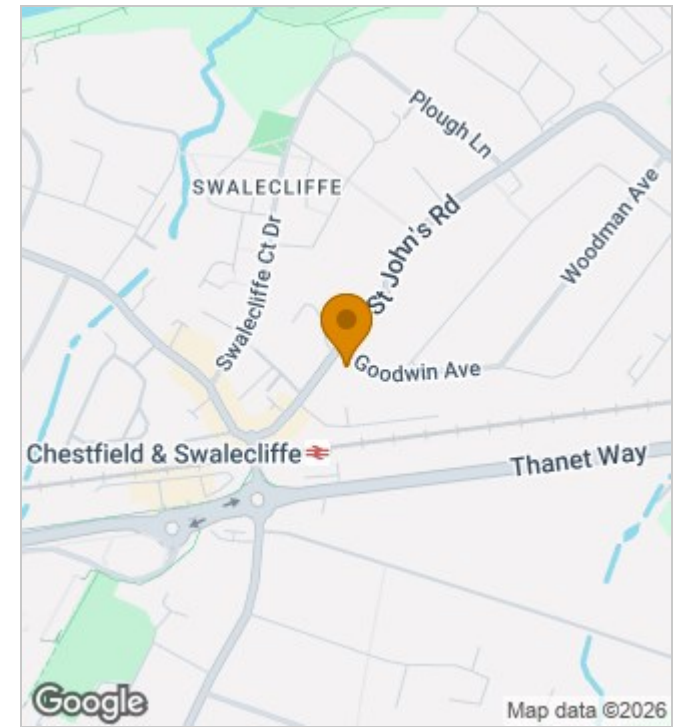 Plough Ln
SWALECLIFFE
St John's Rd
Woodman Ave
Swalecliffe Ct Dr
Goodwin Ave
Chestfield & Swalecliffe
Thanet Way
Google
Map data ©2026